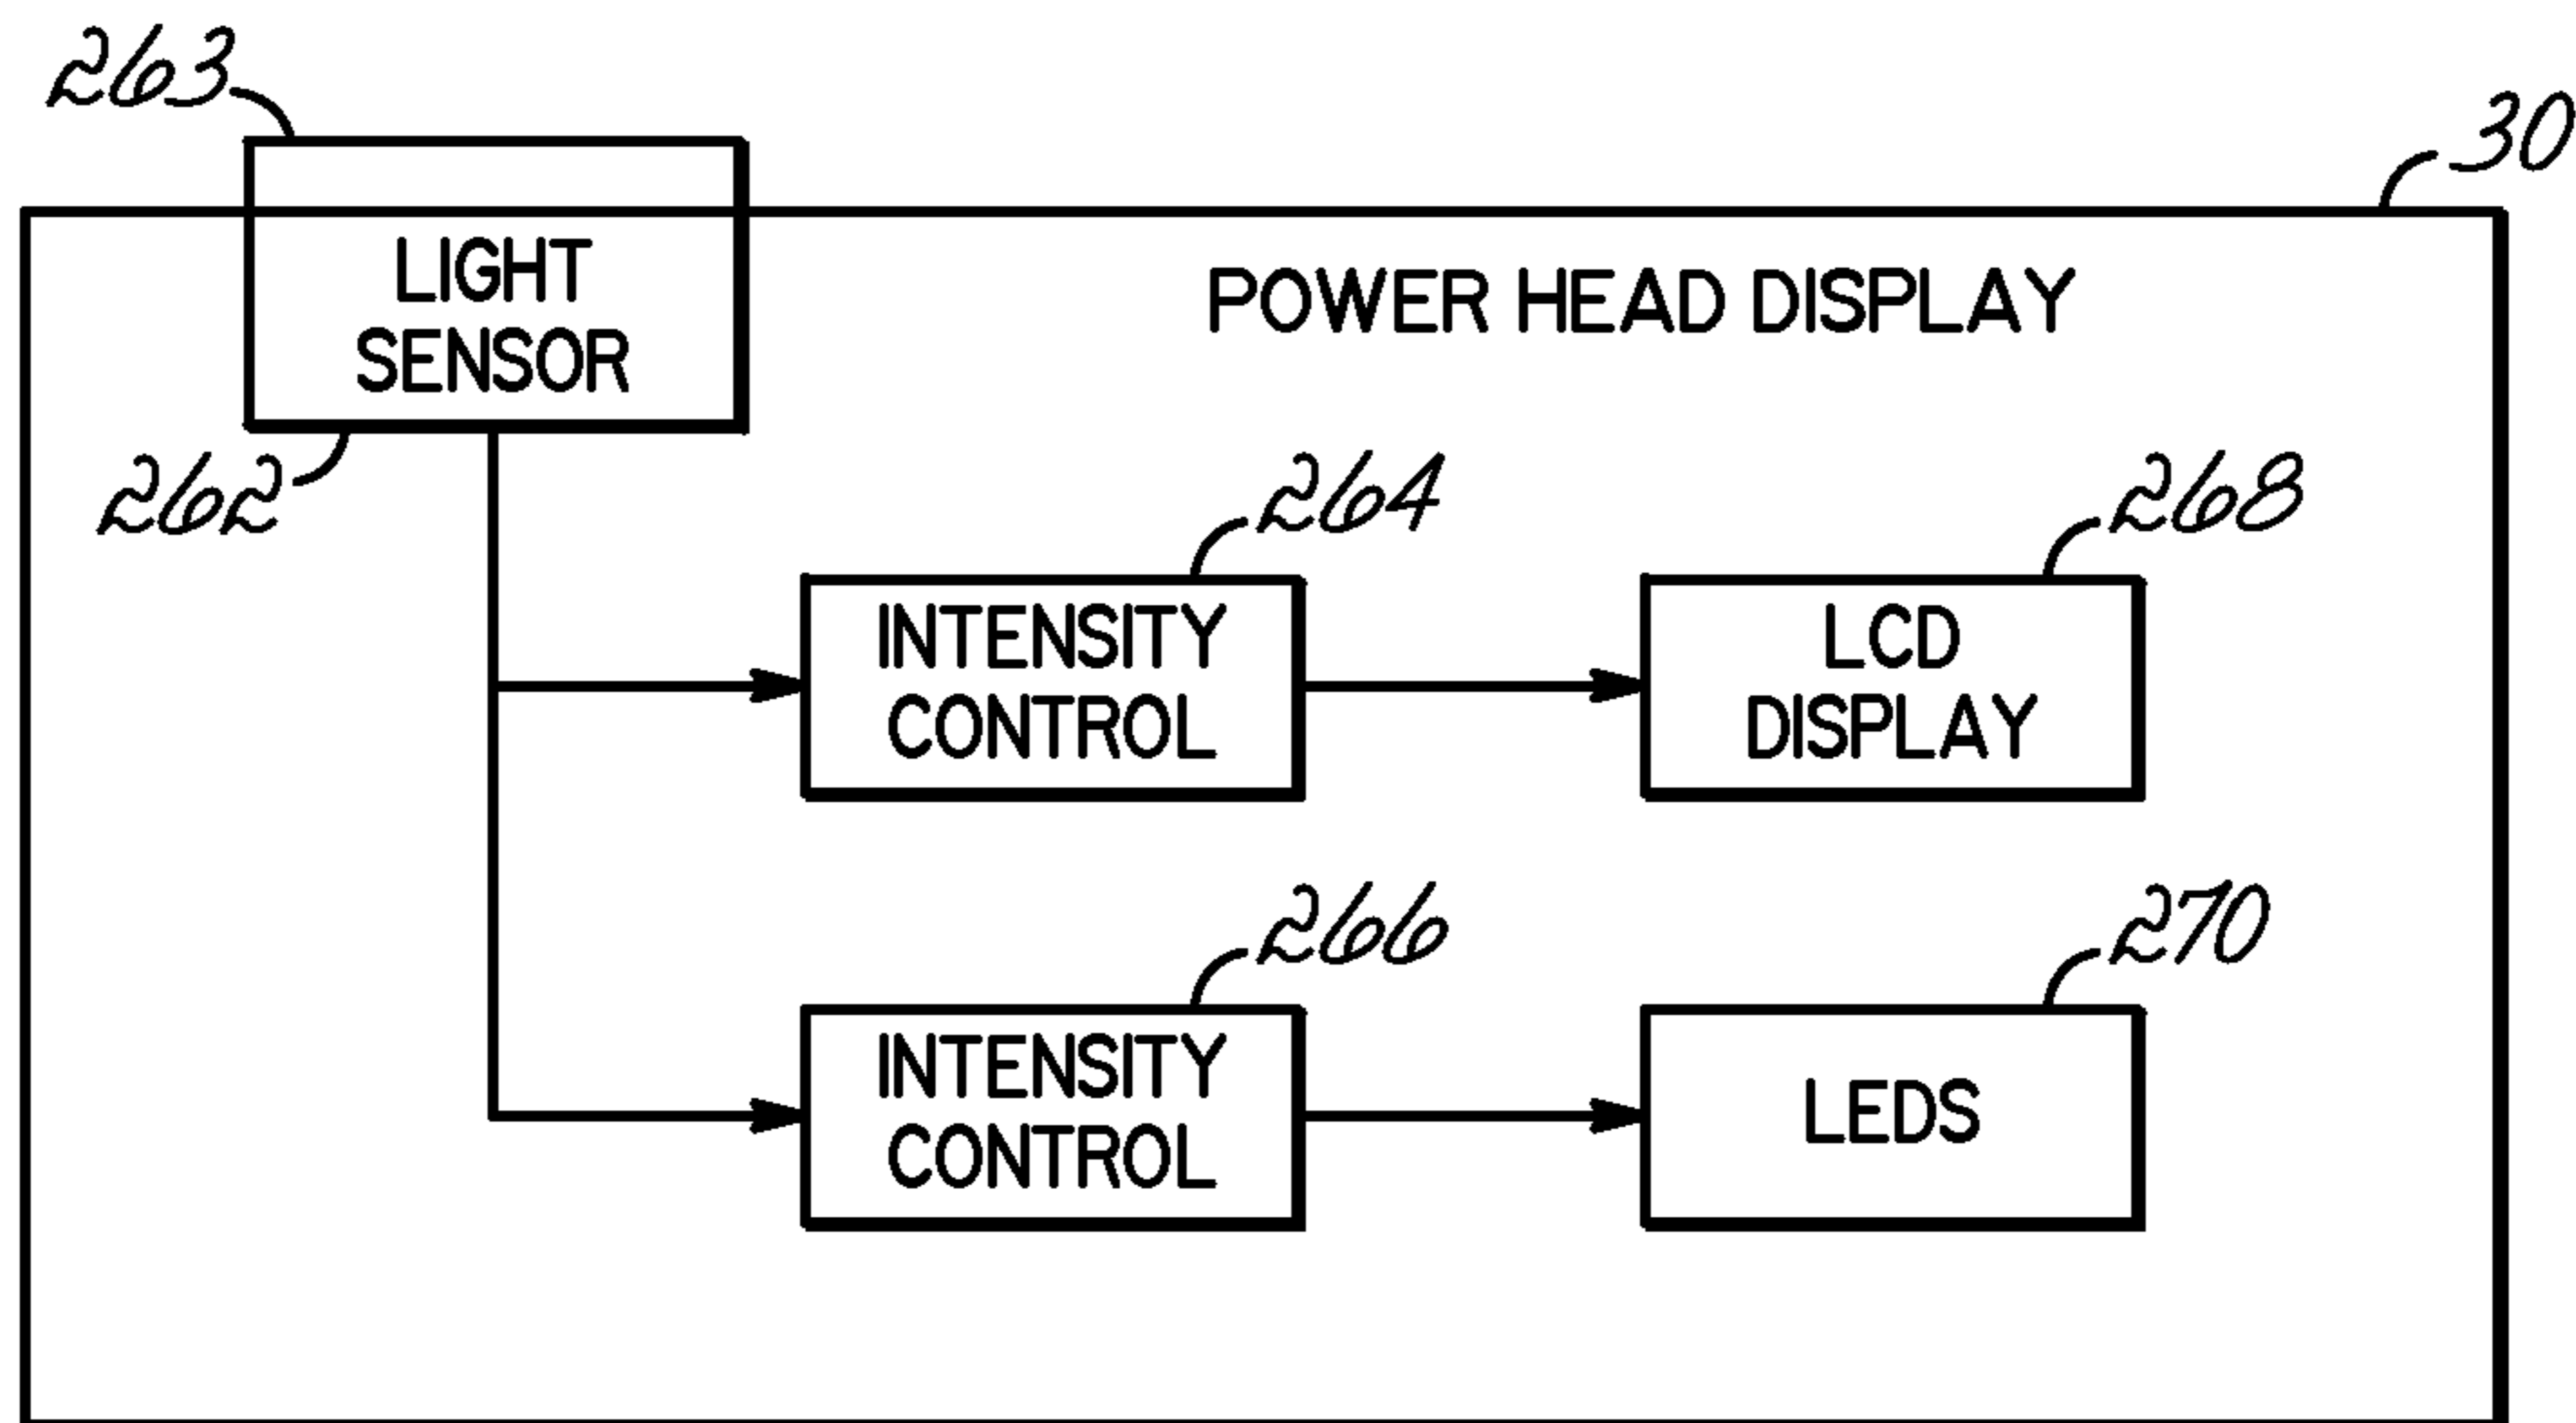 263
30
LIGHT
SENSOR
POWER HEAD DISPLAY
262
264
268
INTENSITY
CONTROL
LCD
DISPLAY
266
270
INTENSITY
CONTROL
LEDS